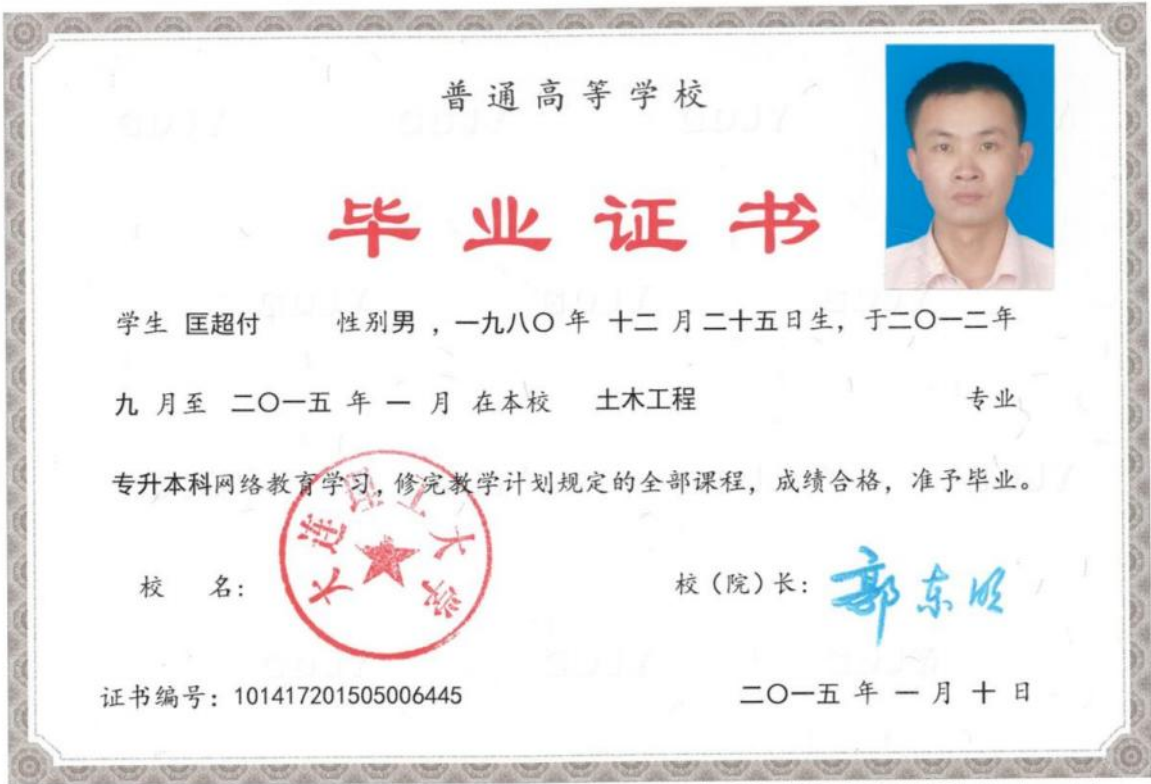 普通高等学校
毕业证书
学生 匡超付 性别男 ，一九八〇年 十二 月二十五日生，于二〇一二年
九 月至 二〇一五 年 一 月 在本校 土木工程 专业
专升本科网络教育学习，修完教学计划规定的全部课程，成绩合格，准予毕业。
大连理工大学
校 名： 校（院）长：郭东明
证书编号：101417201505006445 二〇一五 年 一 月 十 日